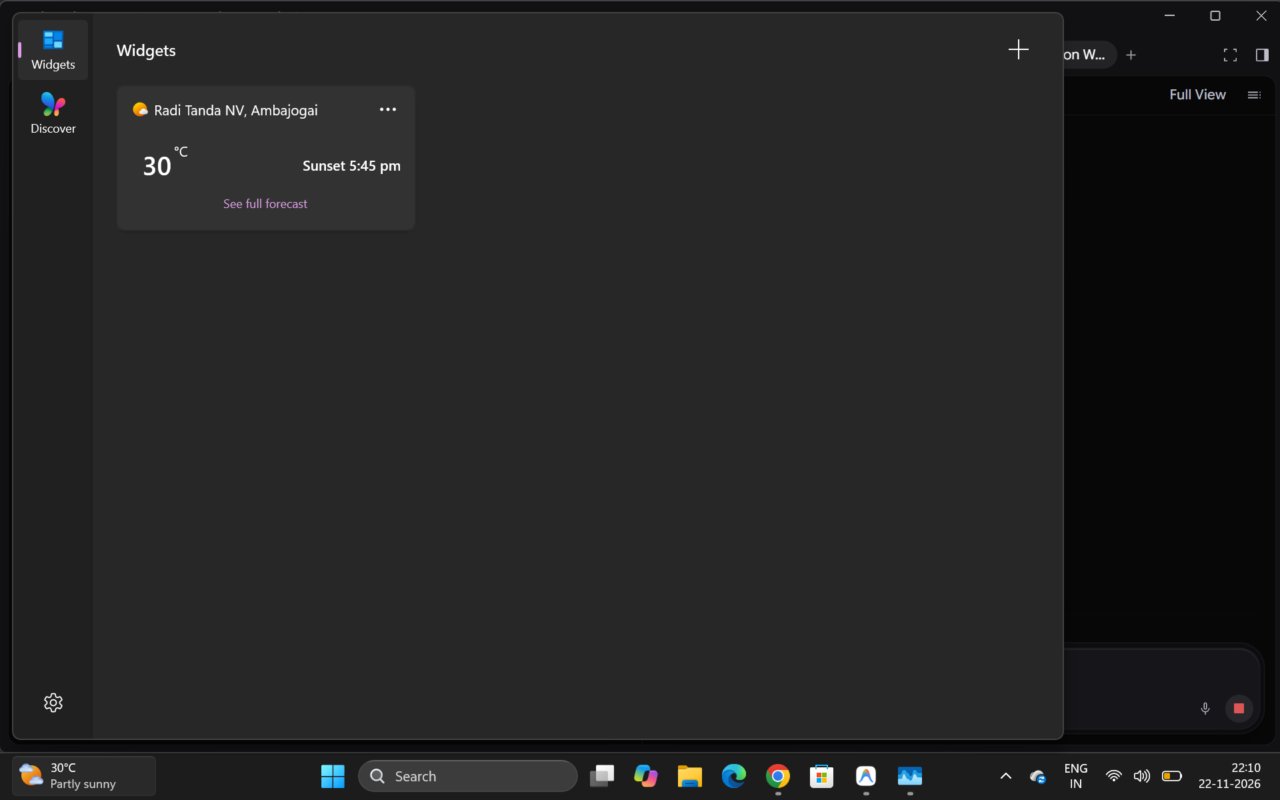 Widgets
Discover
Widgets
Radi Tanda NV, Ambajogai
30 °C
Sunset 5:45 pm
See full forecast
on W...
Full View
30°C
Partly sunny
Search
ENG
IN
22:10
22-11-2026